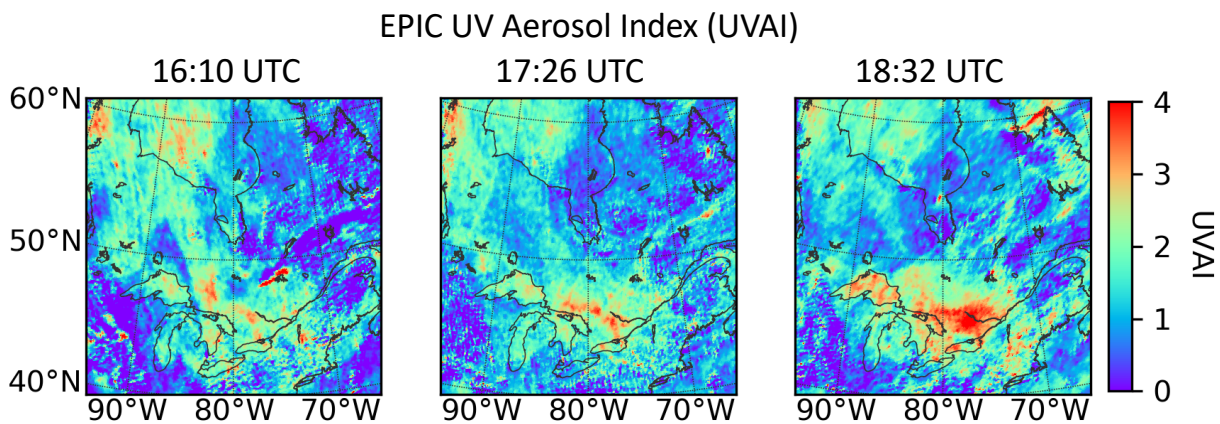 EPIC UV Aerosol Index (UVAI)
16:10 UTC 17:26 UTC 18:32 UTC
60°N
50°N
40°N
90°W 80°W 70°W 90°W 80°W 70°W 90°W 80°W 70°W
4
3
2
1
0
UVAI